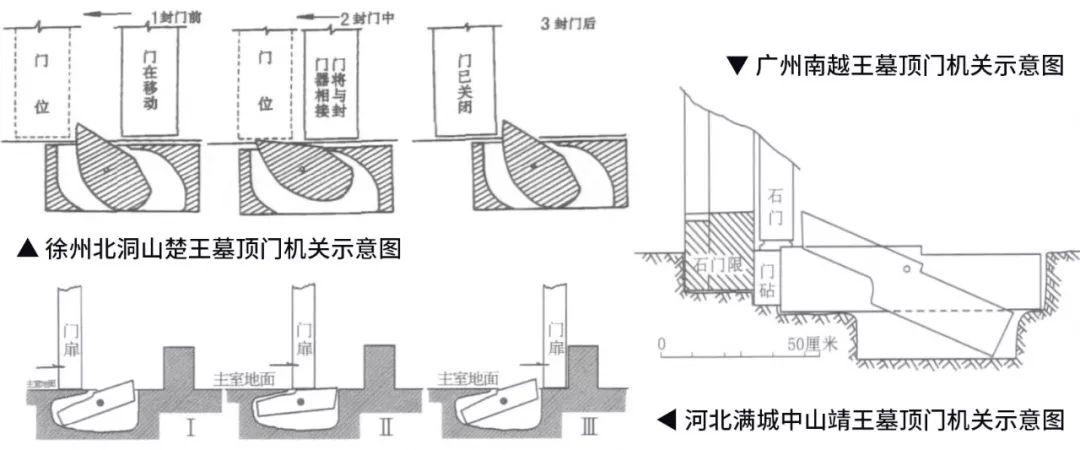 1封门前
门位
门在移动
2封门中
门位
门将与封
门器相接
3封门后
门已关闭
▲ 徐州北洞山楚王墓顶门机关示意图
▼ 广州南越王墓顶门机关示意图
石门
石门限
门砧
0 50厘米
门扉
主室地面
I
门扉
主室地面
II
门扉
主室地面
III
◀ 河北满城中山靖王墓顶门机关示意图